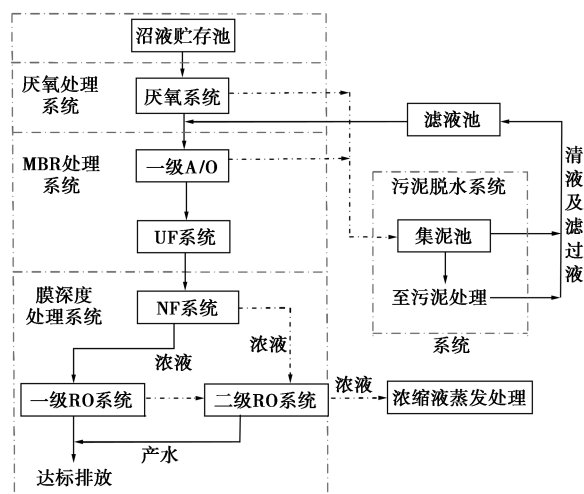 沼液贮存池
厌氧处理
系统
厌氧系统
滤液池
MBR处理
系统
一级A/O
清液及滤过液
污泥脱水系统
集泥池
UF系统
至污泥处理
系统
膜深度
处理系统
NF系统
浓液
浓液
浓液
一级RO系统
二级RO系统
浓缩液蒸发处理
产水
达标排放